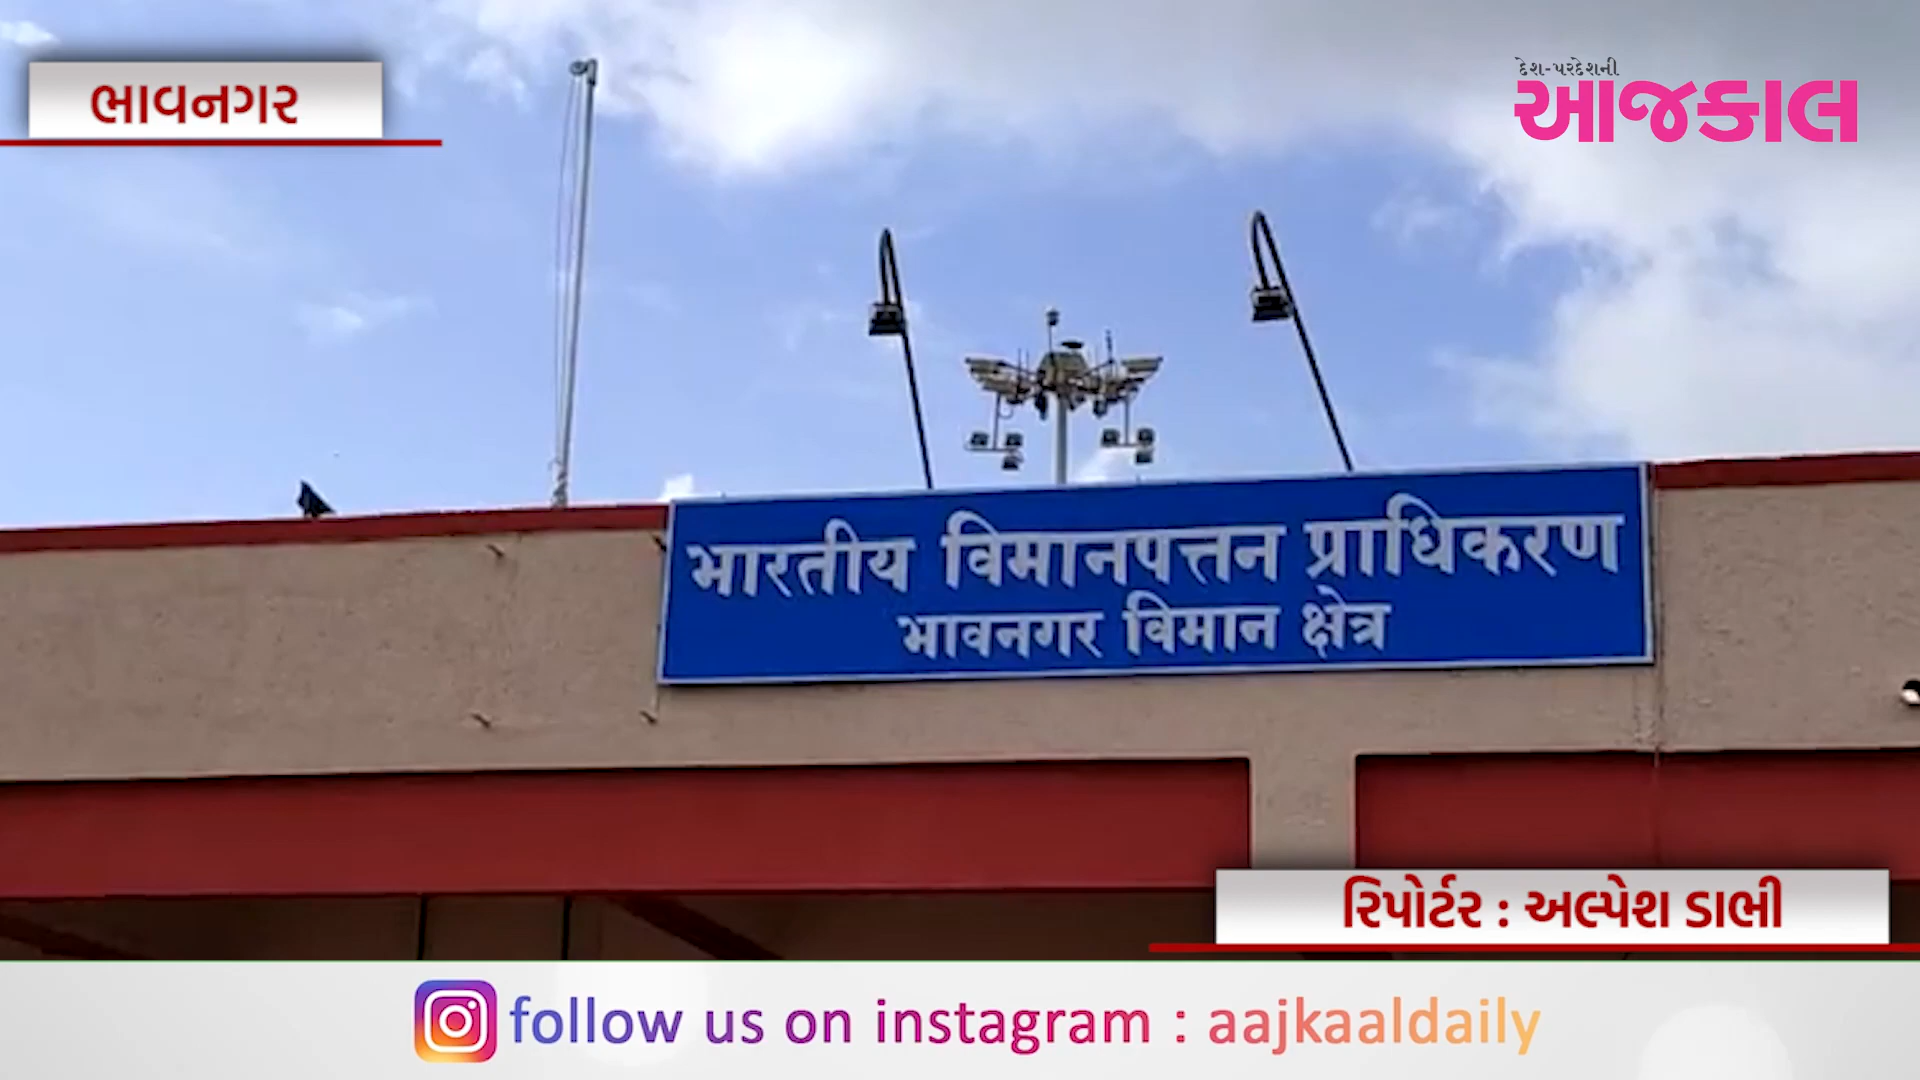 ભાવનગર
દેશ-પરદેશની
આજકાલ
भारतीय विमानपत्तन प्राधिकरण
भावनगर विमान क्षेत्र
રિપોર્ટર : અલ્પેશ ડાભી
follow us on instagram : aajkaaldaily